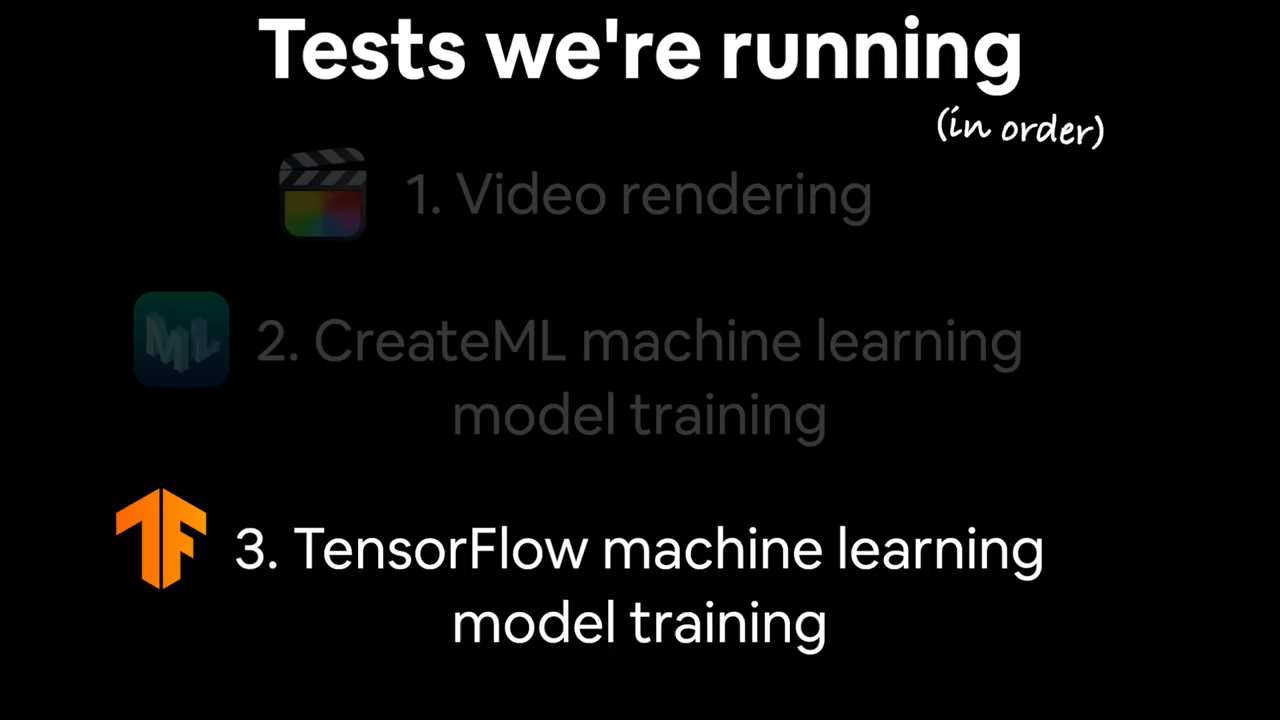 Tests we're running
(in order)
1. Video rendering
ML
2. CreateML machine learning
model training
3. TensorFlow machine learning
model training